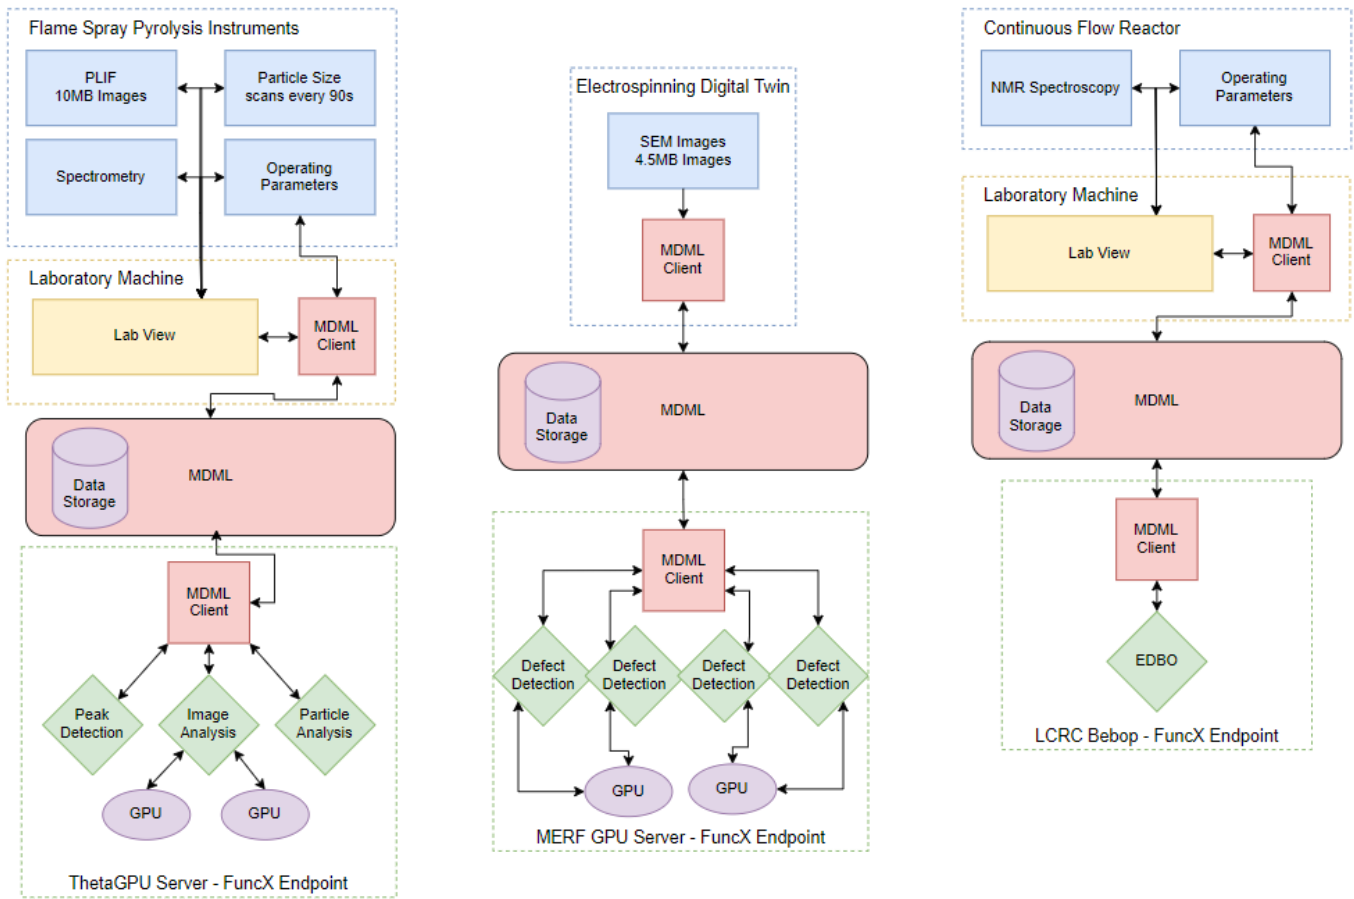 Flame Spray Pyrolysis Instruments
PLIF
10MB Images
Particle Size
scans every 90s
Spectrometry
Operating
Parameters
Laboratory Machine
Lab View
MDML
Client
Data
Storage
MDML
MDML
Client
Peak
Detection
Image
Analysis
Particle
Analysis
GPU
GPU
ThetaGPU Server - FuncX Endpoint
Electrospinning Digital Twin
SEM Images
4.5MB Images
MDML
Client
Data
Storage
MDML
MDML
Client
Defect
Detection
Defect
Detection
Defect
Detection
Defect
Detection
GPU
GPU
MERF GPU Server - FuncX Endpoint
Continuous Flow Reactor
NMR Spectroscopy
Operating
Parameters
Laboratory Machine
Lab View
MDML
Client
Data
Storage
MDML
MDML
Client
EDBO
LCRC Bebop - FuncX Endpoint